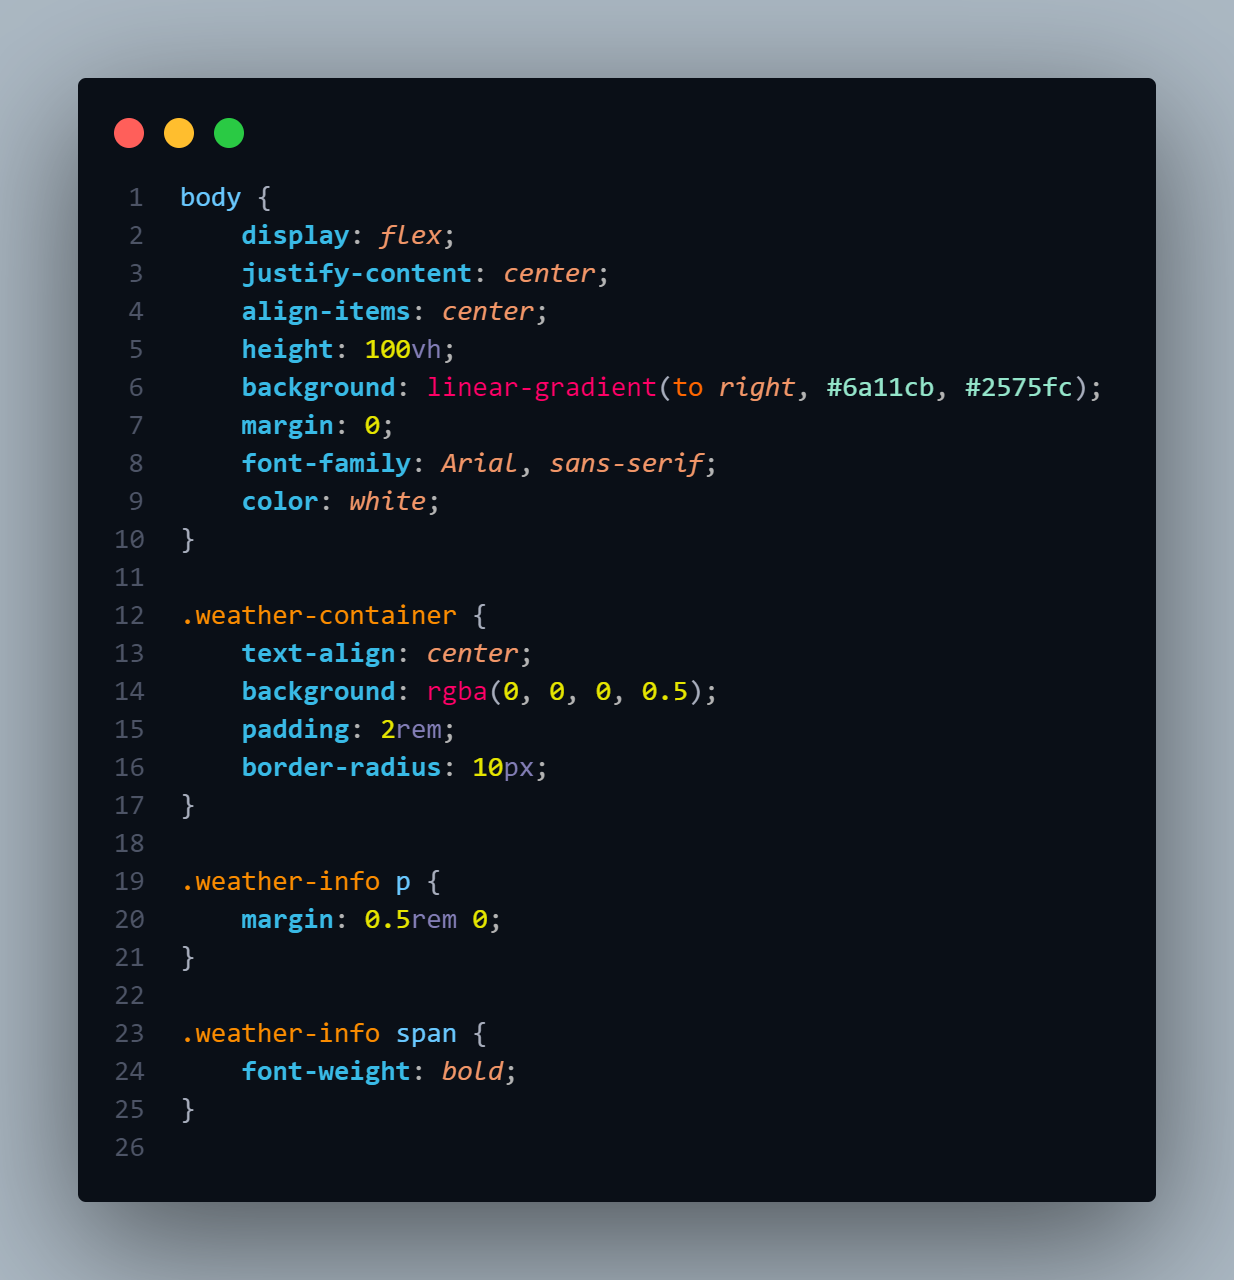 1 body {
2     display: flex;
3     justify-content: center;
4     align-items: center;
5     height: 100vh;
6     background: linear-gradient(to right, #6a11cb, #2575fc);
7     margin: 0;
8     font-family: Arial, sans-serif;
9     color: white;
10 }
11
12 .weather-container {
13     text-align: center;
14     background: rgba(0, 0, 0, 0.5);
15     padding: 2rem;
16     border-radius: 10px;
17 }
18
19 .weather-info p {
20     margin: 0.5rem 0;
21 }
22
23 .weather-info span {
24     font-weight: bold;
25 }
26